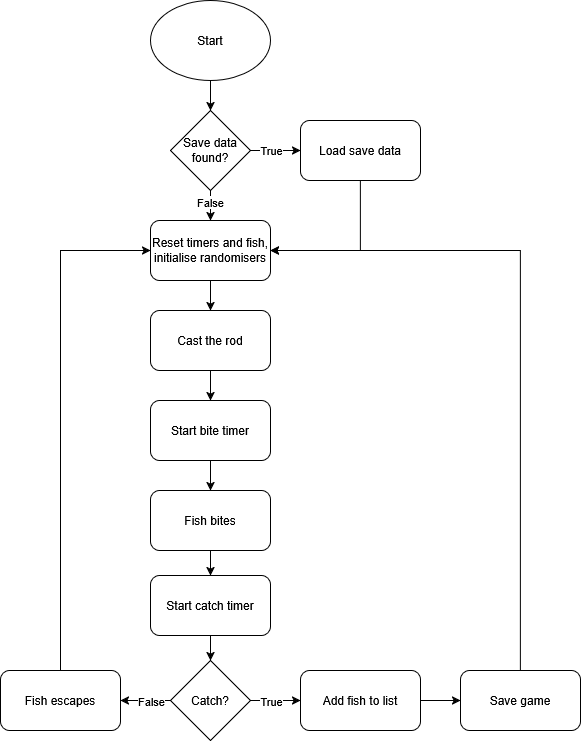 Start
Save data
found?
True
Load save data
False
Reset timers and fish,
initialise randomisers
Cast the rod
Start bite timer
Fish bites
Start catch timer
Fish escapes
False
Catch?
True
Add fish to list
Save game